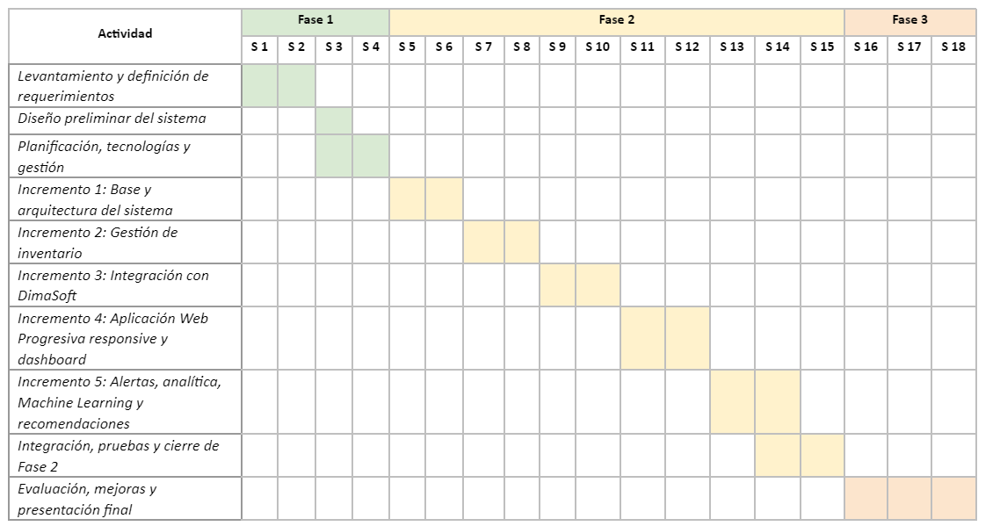 Actividad
Fase 1
Fase 2
Fase 3
S 1 S 2 S 3 S 4 S 5 S 6 S 7 S 8 S 9 S 10 S 11 S 12 S 13 S 14 S 15 S 16 S 17 S 18
Levantamiento y definición de
requerimientos
Diseño preliminar del sistema
Planificación, tecnologías y
gestión
Incremento 1: Base y
arquitectura del sistema
Incremento 2: Gestión de
inventario
Incremento 3: Integración con
DimaSoft
Incremento 4: Aplicación Web
Progresiva responsive y
dashboard
Incremento 5: Alertas, analítica,
Machine Learning y
recomendaciones
Integración, pruebas y cierre de
Fase 2
Evaluación, mejoras y
presentación final